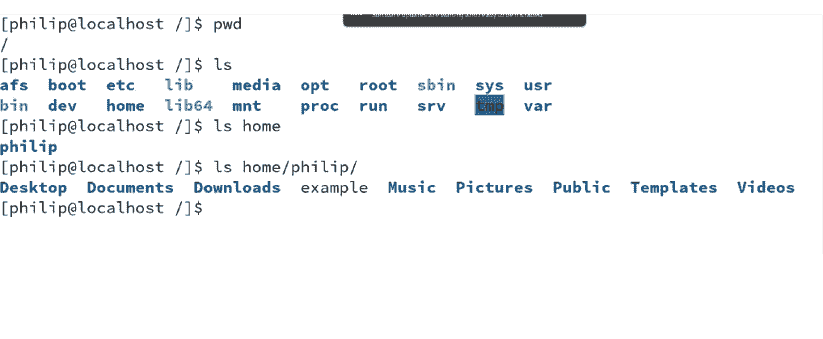 [philip@localhost /]$ pwd
/
[philip@localhost /]$ ls
afs  boot  etc   lib    media  opt   root  sbin  sys  usr
bin  dev   home  lib64  mnt    proc  run   srv   tmp  var
[philip@localhost /]$ ls home
philip
[philip@localhost /]$ ls home/philip/
Desktop  Documents  Downloads  example  Music  Pictures  Public  Templates  Videos
[philip@localhost /]$